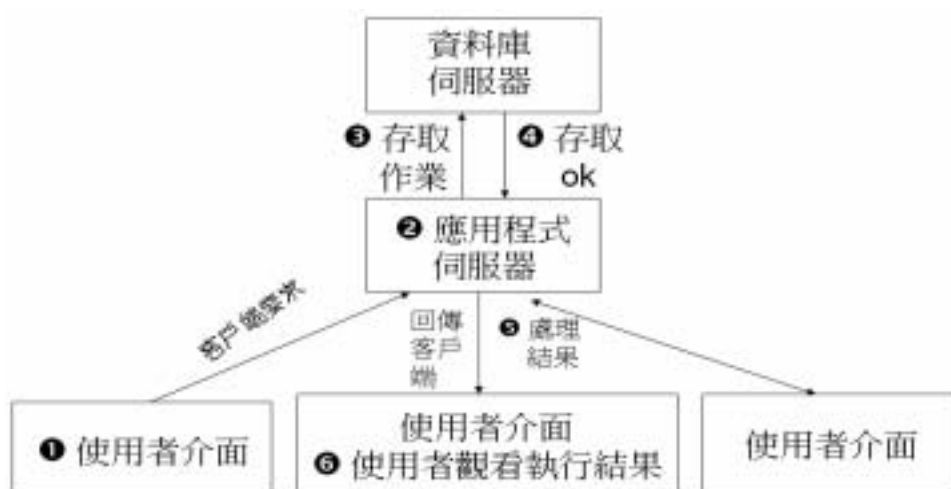 資料庫
伺服器
❸ 存取
作業
❹ 存取
ok
❷ 應用程式
伺服器
客戶端要求
回傳
客戶
端
❺ 處理
結果
❶ 使用者介面
使用者介面
❻ 使用者觀看執行結果
使用者介面